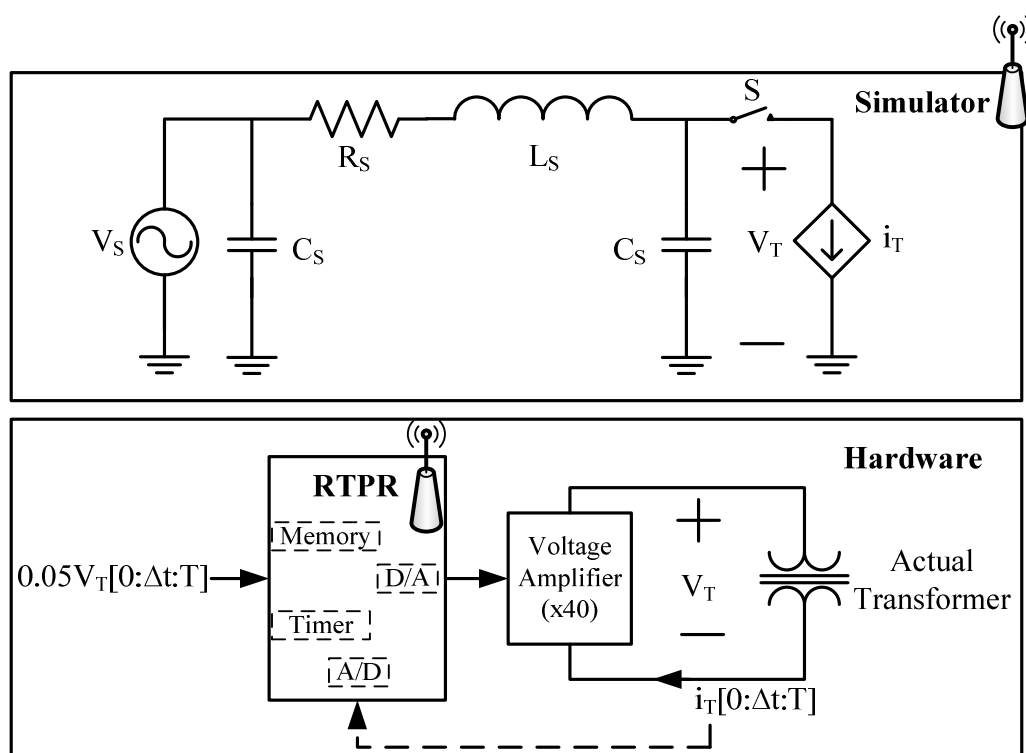 Simulator
S
R_S
L_S
V_S
C_S
C_S
+
V_T
i_T
−
Hardware
RTPR
Memory
D/A
Timer
A/D
0.05V_T[0:Δt:T]
Voltage
Amplifier
(x40)
+
V_T
−
Actual
Transformer
i_T[0:Δt:T]